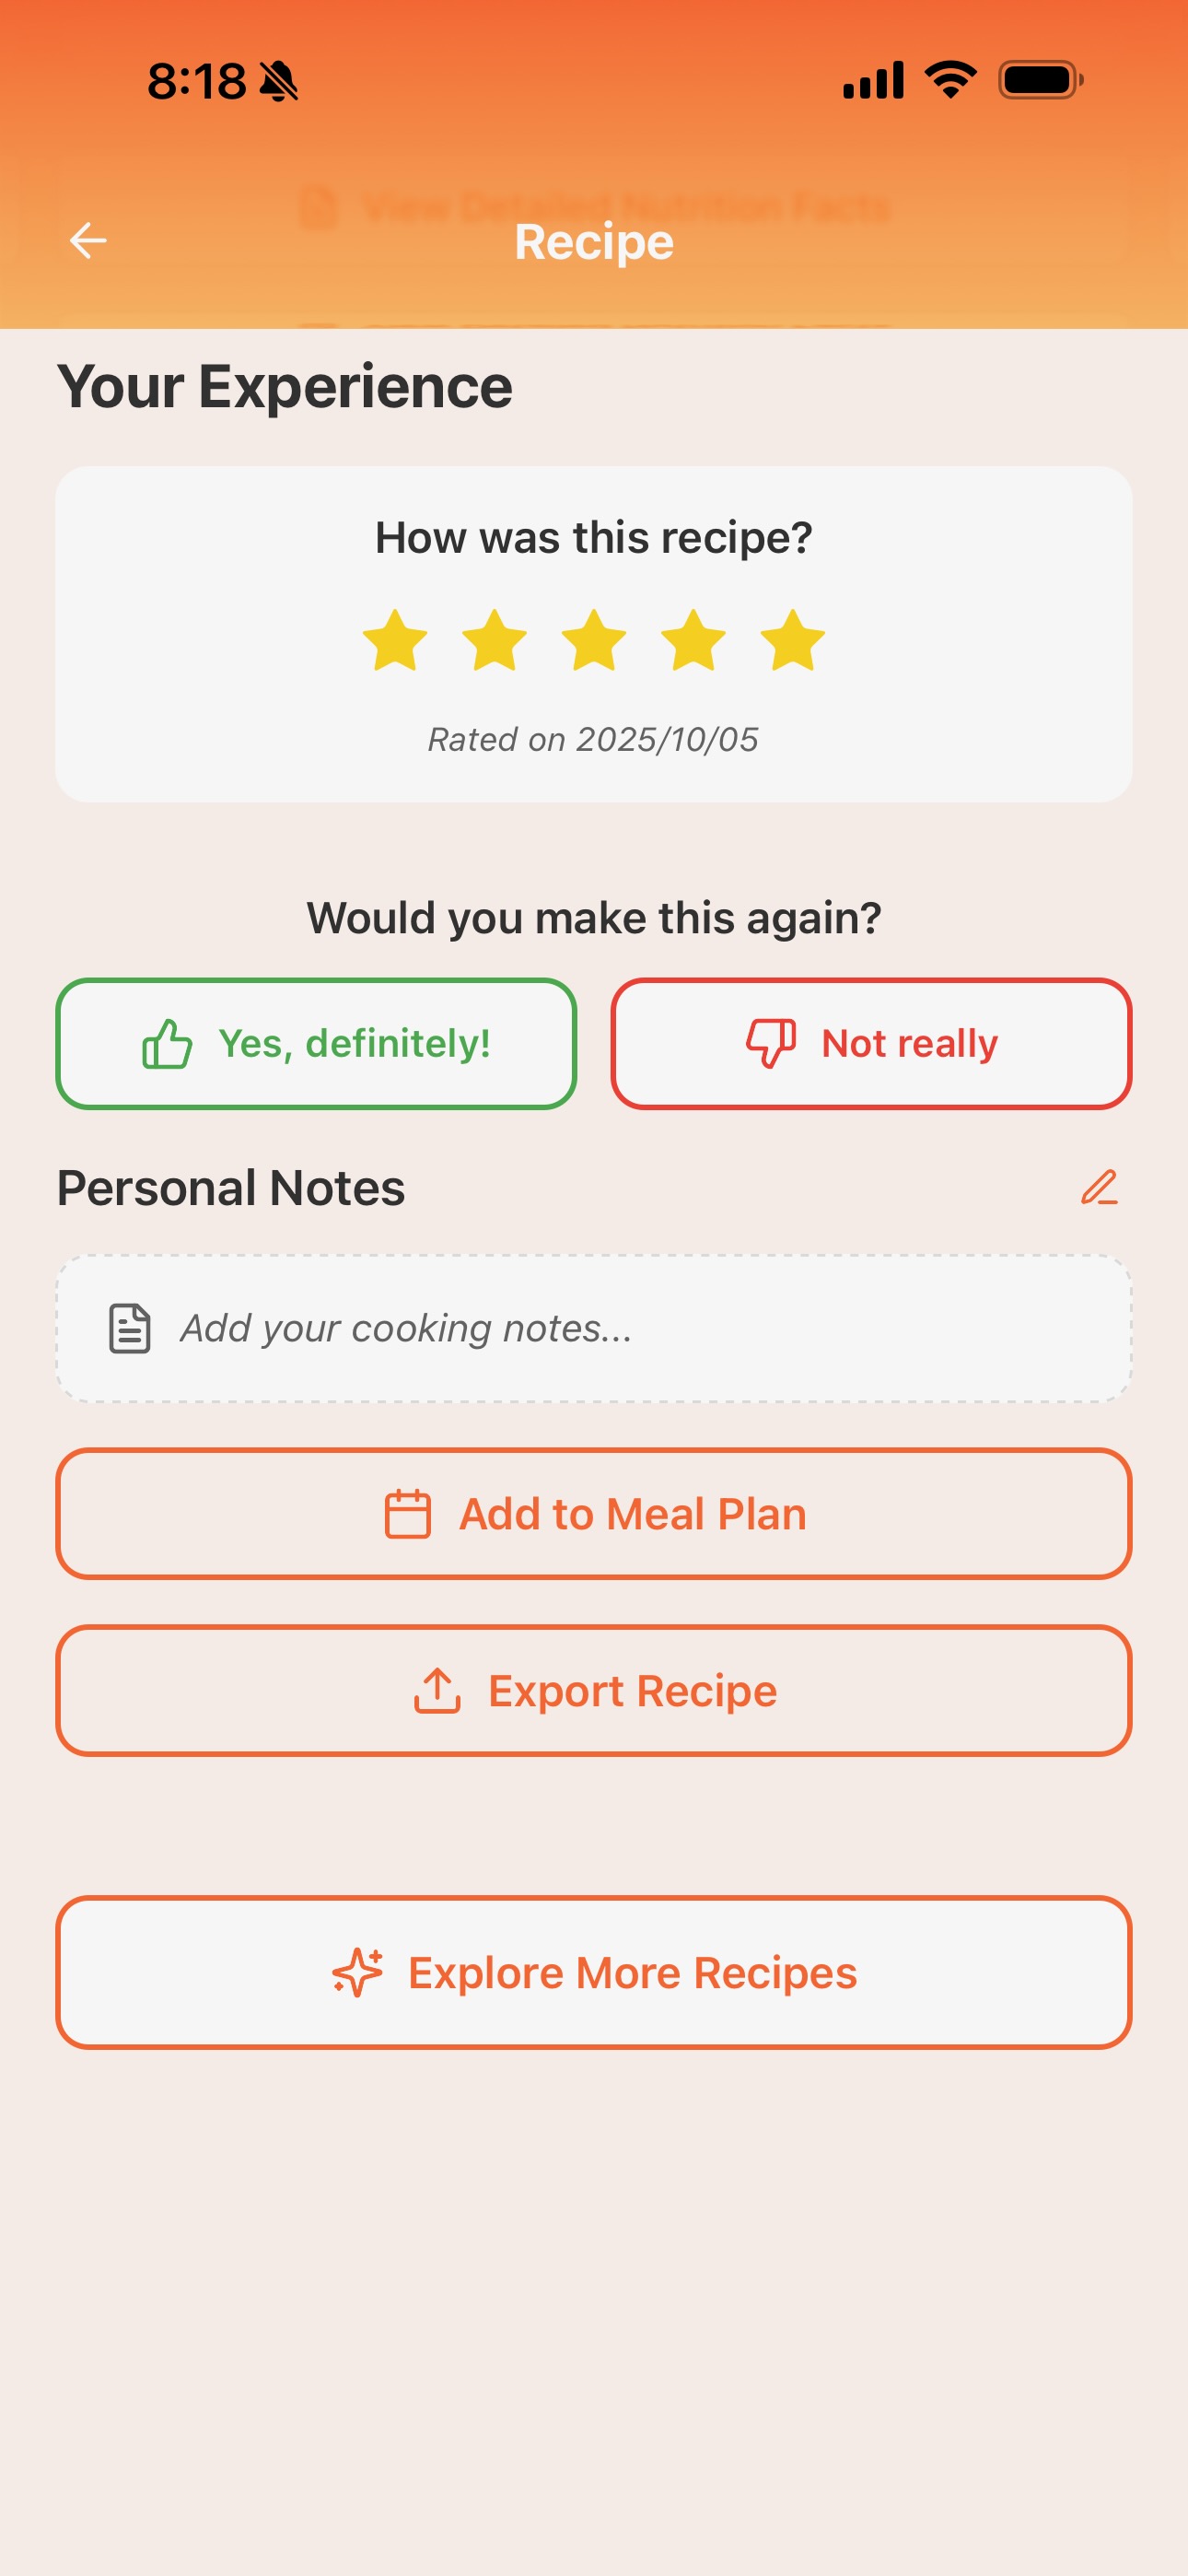 8:18
View Detailed Nutrition Facts
Recipe
Your Experience
How was this recipe?
Rated on 2025/10/05
Would you make this again?
Yes, definitely!
Not really
Personal Notes
Add your cooking notes...
Add to Meal Plan
Export Recipe
Explore More Recipes